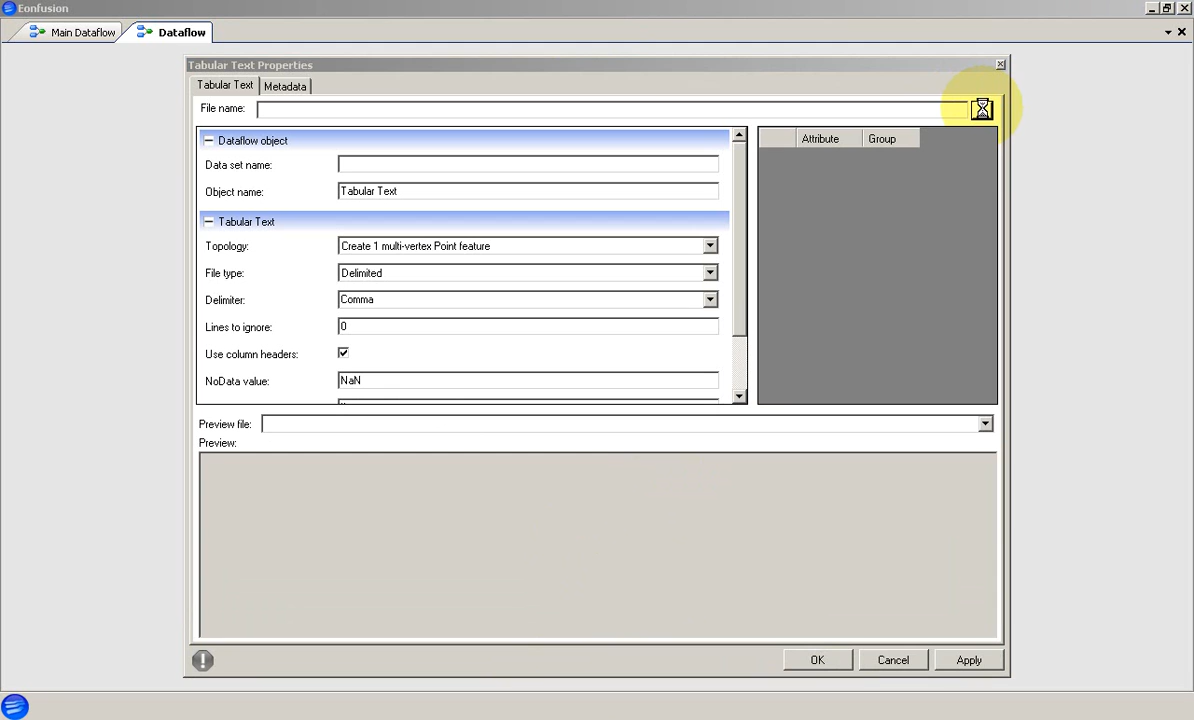 Eonfusion
Main Dataflow
Dataflow
Tabular Text Properties
Tabular Text
Metadata
File name:
Dataflow object
Data set name:
Object name: Tabular Text
Tabular Text
Topology: Create 1 multi-vertex Point feature
File type: Delimited
Delimiter: Comma
Lines to ignore: 0
Use column headers:
NoData value: NaN
Attribute
Group
Preview file:
Preview:
OK
Cancel
Apply